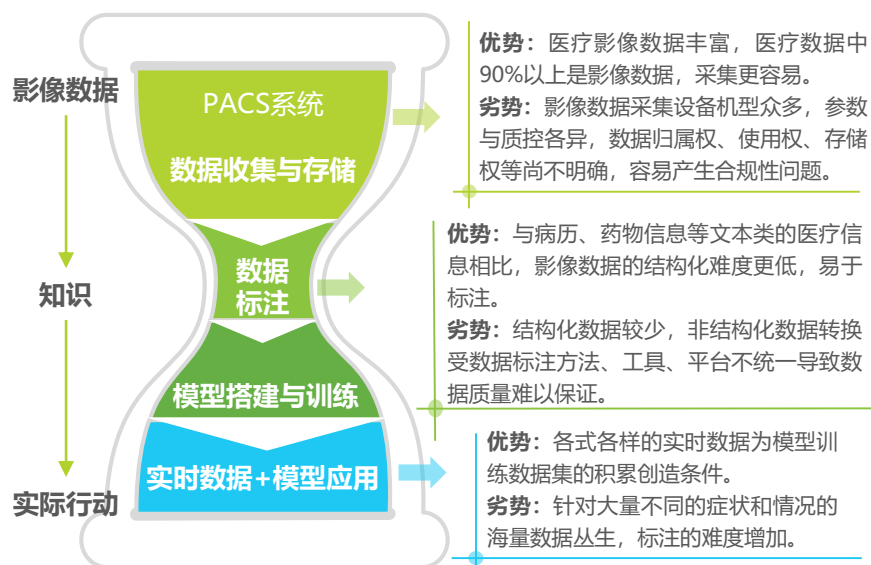 影像数据
知识
实际行动
PACS系统
数据收集与存储
数据
标注
模型搭建与训练
实时数据+模型应用
优势：医疗影像数据丰富，医疗数据中
90%以上是影像数据，采集更容易。
劣势：影像数据采集设备机型众多，参数
与质控各异，数据归属权、使用权、存储
权等尚不明确，容易产生合规性问题。
优势：与病历、药物信息等文本类的医疗信
息相比，影像数据的结构化难度更低，易于
标注。
劣势：结构化数据较少，非结构化数据转换
受数据标注方法、工具、平台不统一导致数
据质量难以保证。
优势：各式各样的实时数据为模型训
练数据集的积累创造条件。
劣势：针对大量不同的症状和情况的
海量数据丛生，标注的难度增加。